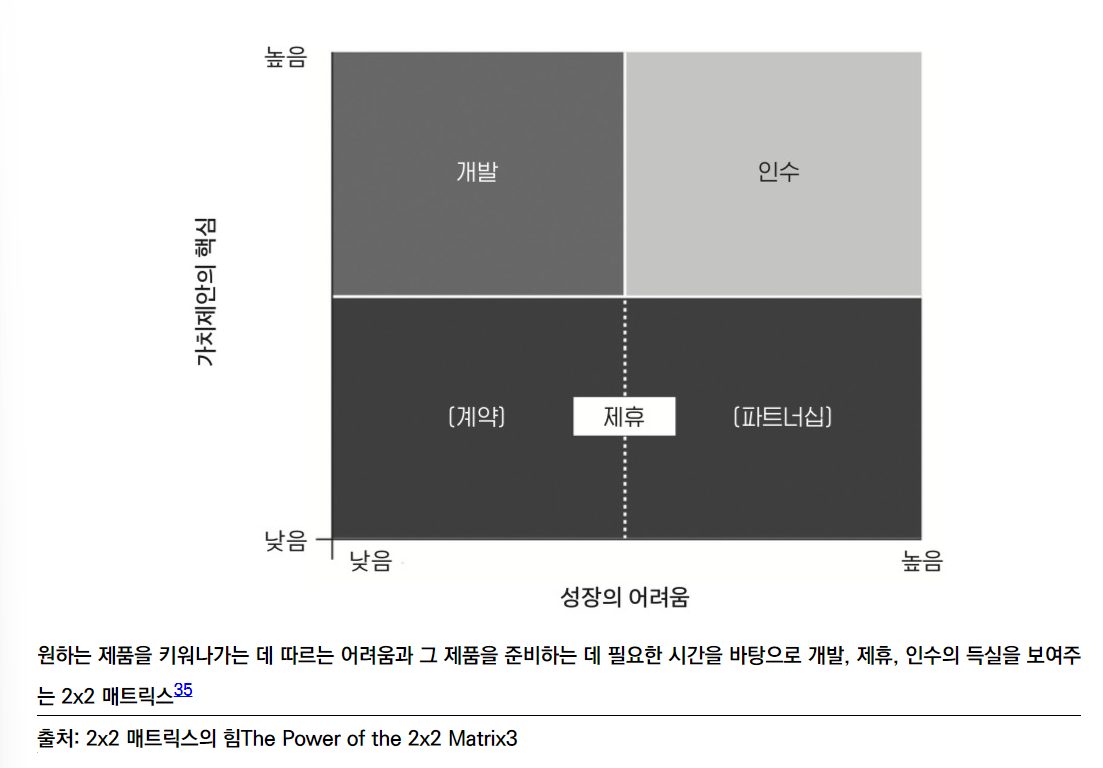 높음
개발
인수
가치제안의 핵심
(계약)
제휴
(파트너십)
낮음
낮음
높음
성장의 어려움
원하는 제품을 키워나가는 데 따르는 어려움과 그 제품을 준비하는 데 필요한 시간을 바탕으로 개발, 제휴, 인수의 득실을 보여주
는 2x2 매트릭스35
출처: 2x2 매트릭스의 힘The Power of the 2x2 Matrix3